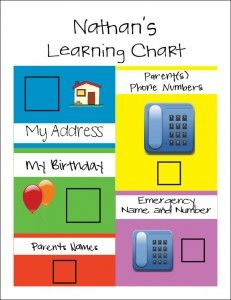 Nathan's
Learning Chart
My Address
My Birthday
Parents Names
Parent(s)
Phone Numbers
Emergency
Name and Number